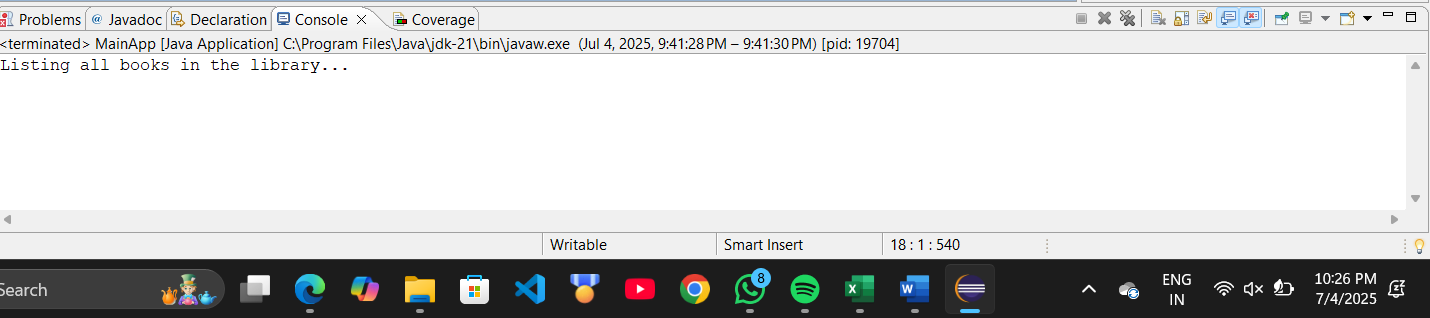 Problems @ Javadoc Declaration Console Coverage
<terminated> MainApp [Java Application] C:\Program Files\Java\jdk-21\bin\javaw.exe (Jul 4, 2025, 9:41:28 PM – 9:41:30 PM) [pid: 19704]
Listing all books in the library...
Writable Smart Insert 18 : 1 : 540
Search 8 ENG 10:26 PM
IN 7/4/2025